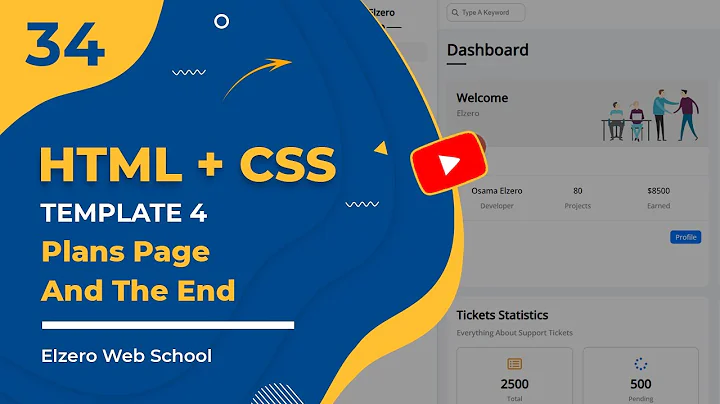 34
HTML + CSS
TEMPLATE 4
Plans Page
And The End
Elzero Web School
Elzero
Type A Keyword
Dashboard
Welcome
Elzero
Osama Elzero
80
$8500
Developer
Projects
Earned
Profile
Tickets Statistics
Everything About Support Tickets
2500
500
Total
Pending